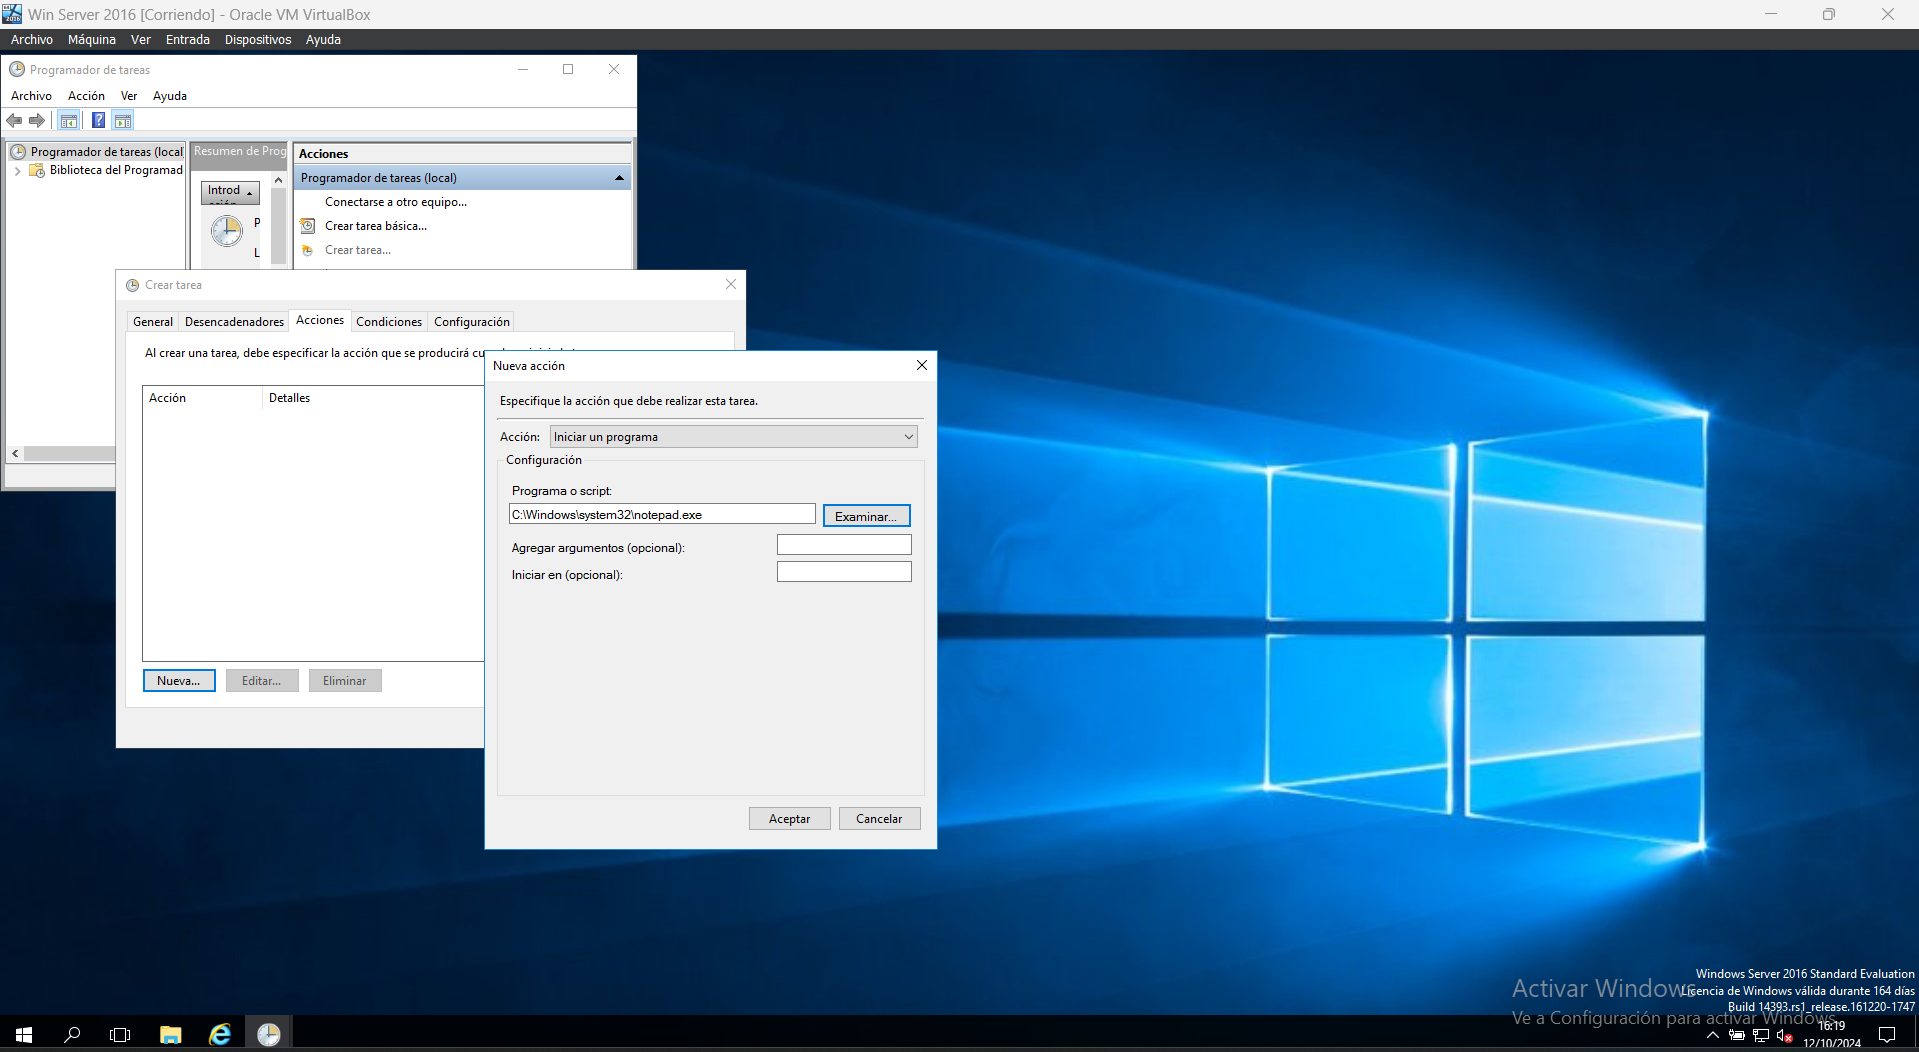 Win Server 2016 [Corriendo] - Oracle VM VirtualBox
Archivo Máquina Ver Entrada Dispositivos Ayuda
Programador de tareas
Archivo Acción Ver Ayuda
Programador de tareas (local
Biblioteca del Programad
Resumen de Prog
Introd
P
L
Acciones
Programador de tareas (local)
Conectarse a otro equipo...
Crear tarea básica...
Crear tarea...
Crear tarea
General Desencadenadores Acciones Condiciones Configuración
Al crear una tarea, debe especificar la acción que se producirá cu
Acción Detalles
Nueva... Editar... Eliminar
Nueva acción
Especifique la acción que debe realizar esta tarea.
Acción: Iniciar un programa
Configuración
Programa o script:
C:\Windows\system32\notepad.exe Examinar...
Agregar argumentos (opcional):
Iniciar en (opcional):
Aceptar Cancelar
Activar Windows
Ve a Configuración para activar Windows.
Windows Server 2016 Standard Evaluation
Licencia de Windows válida durante 164 días
Build 14393.rs1_release.161220-1747
16:19
12/10/2024